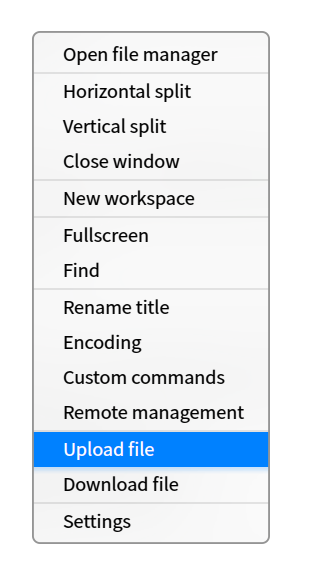 Open file manager
Horizontal split
Vertical split
Close window
New workspace
Fullscreen
Find
Rename title
Encoding
Custom commands
Remote management
Upload file
Download file
Settings